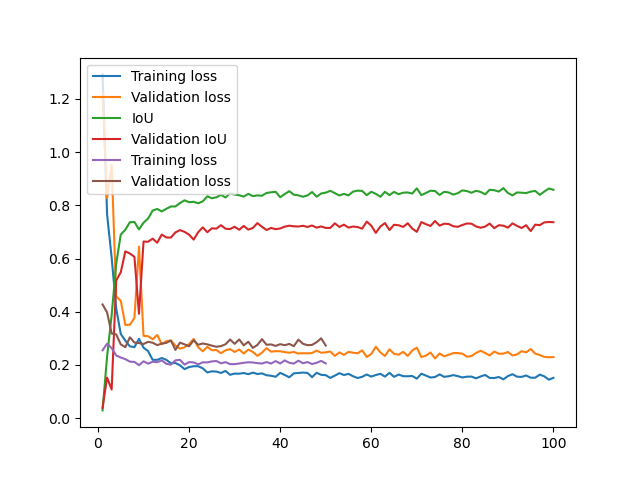 Training loss
Validation loss
IoU
Validation IoU
Training loss
Validation loss
1.2
1.0
0.8
0.6
0.4
0.2
0.0
0 20 40 60 80 100